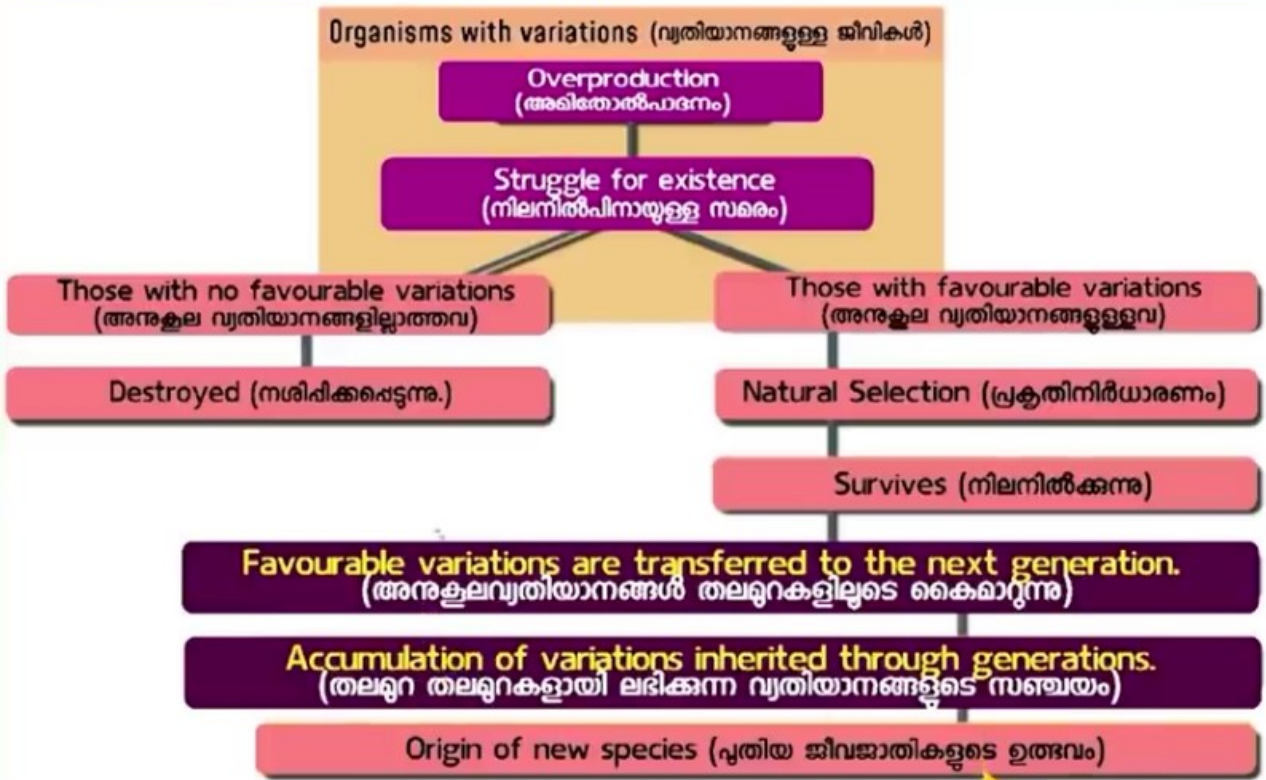 Organisms with variations (വ്യതിയാനങ്ങളുള്ള ജീവികൾ)
Overproduction
(അമിതോൽപാദനം)
Struggle for existence
(നിലനിൽപിനായുള്ള സമരം)
Those with no favourable variations
(അനുകൂല വ്യതിയാനങ്ങളില്ലാത്തവ)
Destroyed (നശിപ്പിക്കപ്പെടുന്നു.)
Those with favourable variations
(അനുകൂല വ്യതിയാനങ്ങളുള്ളവ)
Natural Selection (പ്രകൃതിനിർധാരണം)
Survives (നിലനിൽക്കുന്നു)
Favourable variations are transferred to the next generation.
(അനുകൂലവ്യതിയാനങ്ങൾ തലമുറകളിലൂടെ കൈമാറുന്നു)
Accumulation of variations inherited through generations.
(തലമുറ തലമുറകളായി ലഭിക്കുന്ന വ്യതിയാനങ്ങളുടെ സഞ്ചയം)
Origin of new species (പുതിയ ജീവജാതികളുടെ ഉത്ഭവം)